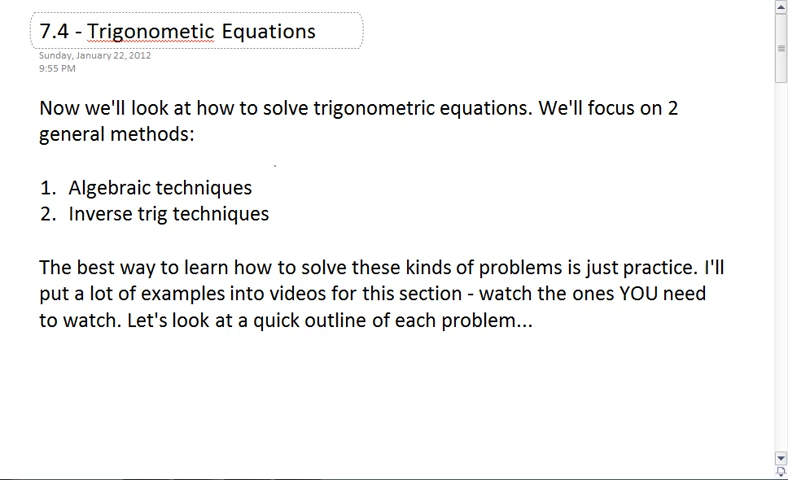 7.4 - Trigonometic Equations
Sunday, January 22, 2012
9:55 PM
Now we'll look at how to solve trigonometric equations. We'll focus on 2
general methods:
1. Algebraic techniques
2. Inverse trig techniques
The best way to learn how to solve these kinds of problems is just practice. I'll
put a lot of examples into videos for this section - watch the ones YOU need
to watch. Let's look at a quick outline of each problem...